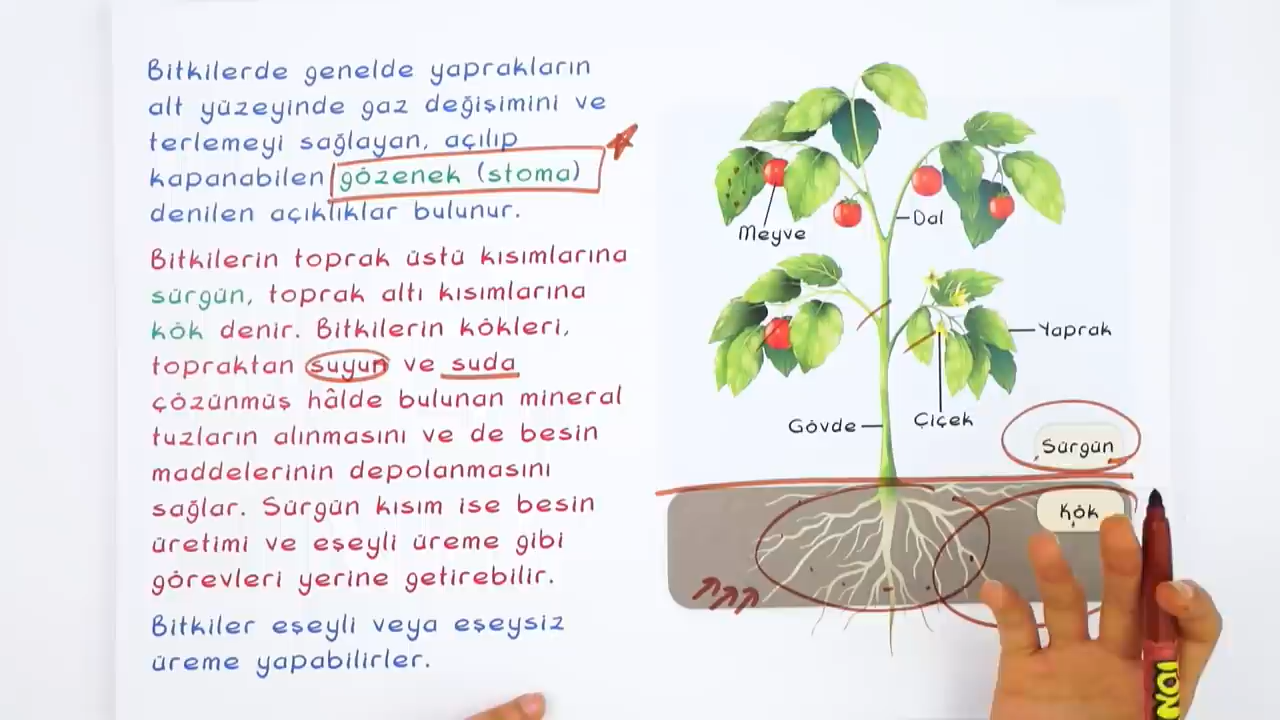 Bitkilerde genelde yaprakların
alt yüzeyinde gaz değişimini ve
terlemeyi sağlayan, açılıp
kapanabilen gözenek (stoma)
denilen açıklıklar bulunur.
Bitkilerin toprak üstü kısımlarına
sürgün, toprak altı kısımlarına
kök denir. Bitkilerin kökleri,
topraktan suyun ve suda
çözünmüş hâlde bulunan mineral
tuzların alınmasını ve de besin
maddelerinin depolanmasını
sağlar. Sürgün kısım ise besin
üretimi ve eşeyli üreme gibi
görevleri yerine getirebilir.
Bitkiler eşeyli veya eşeysiz
üreme yapabilirler.
Meyve
Dal
Yaprak
Gövde
Çiçek
Sürgün
Kök